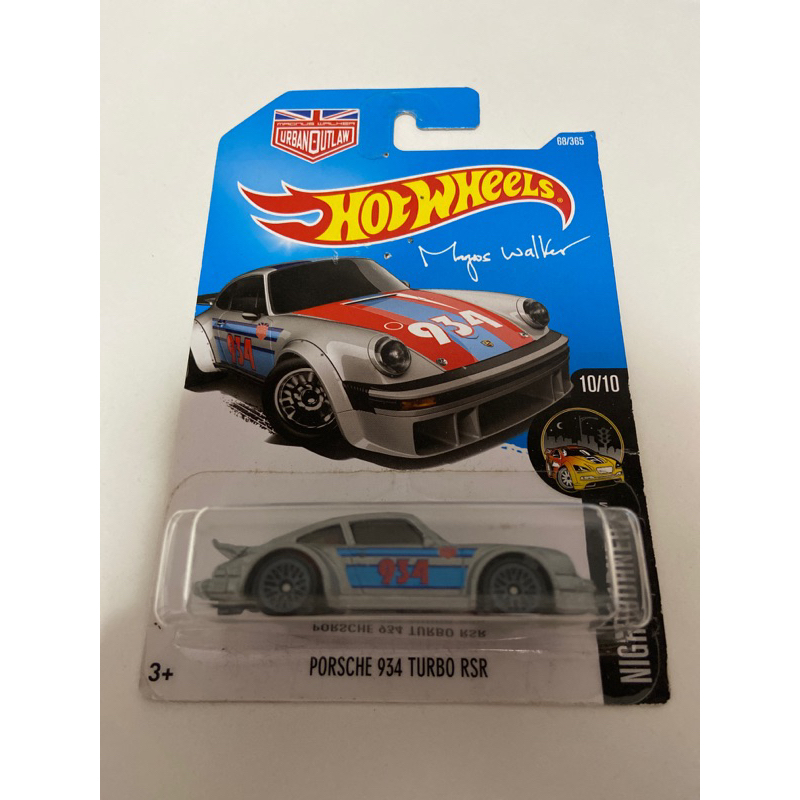 MAGNUS WALKER
URBAN OUTLAW
68/365
HOT WHEELS
Magnus Walker
934
934
10/10
934
PORSCHE 934 TURBO RSR
3+
PORSCHE 934 TURBO RSR